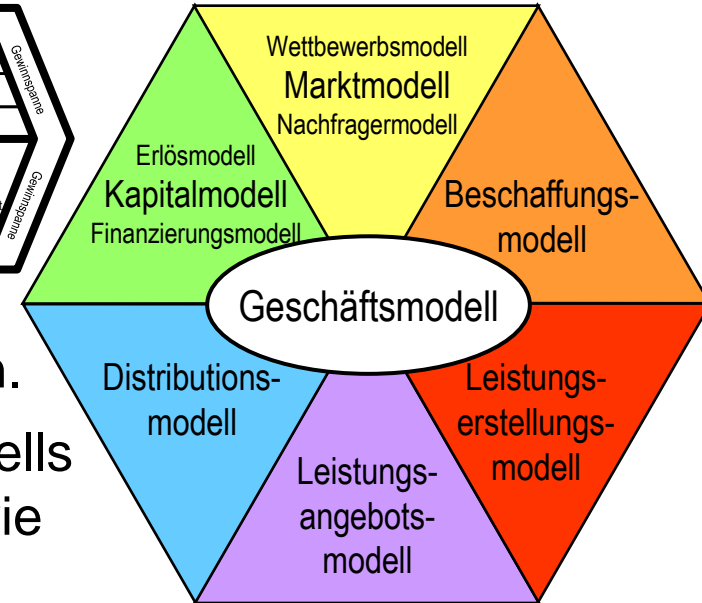 Gewinnspanne
Gewinnspanne
Wettbewerbsmodell
Marktmodell
Nachfragermodell
Erlösmodell
Kapitalmodell
Finanzierungsmodell
Beschaffungs-
modell
Geschäftsmodell
Distributions-
modell
Leistungs-
erstellungs-
modell
Leistungs-
angebots-
modell
ells
ie